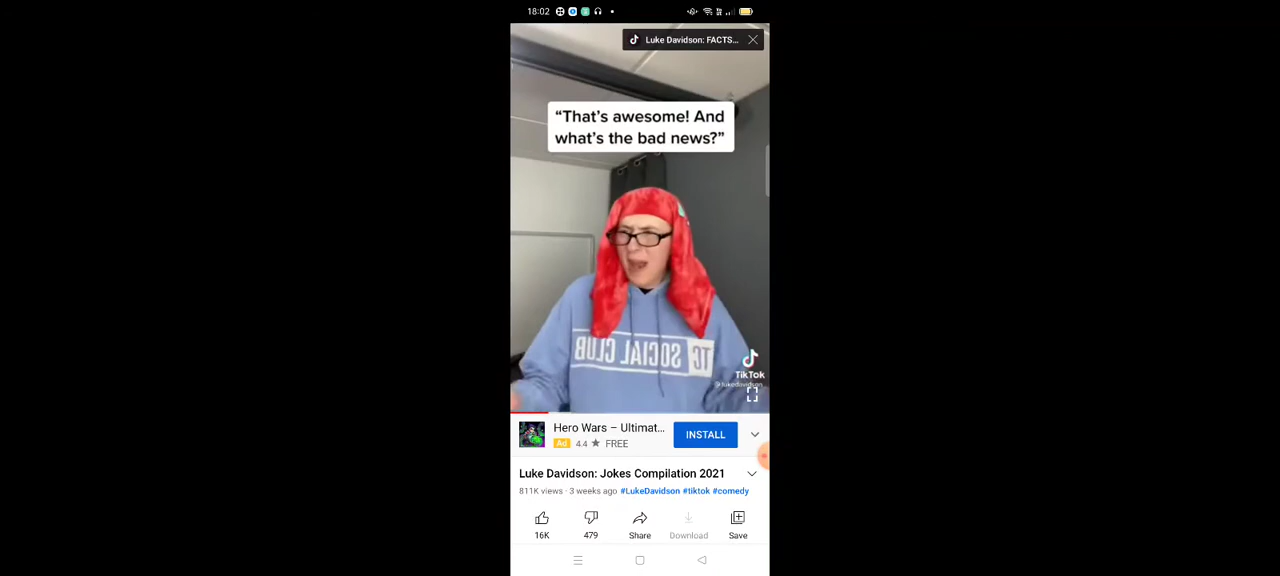 18:02
Luke Davidson: FACTS...
“That's awesome! And
what's the bad news?”
TC SOCIAL CLUB
TikTok
@lukedavidson
Hero Wars – Ultimat...
Ad 4.4 ★ FREE
INSTALL
Luke Davidson: Jokes Compilation 2021
811K views · 3 weeks ago #LukeDavidson #tiktok #comedy
16K
479
Share
Download
Save